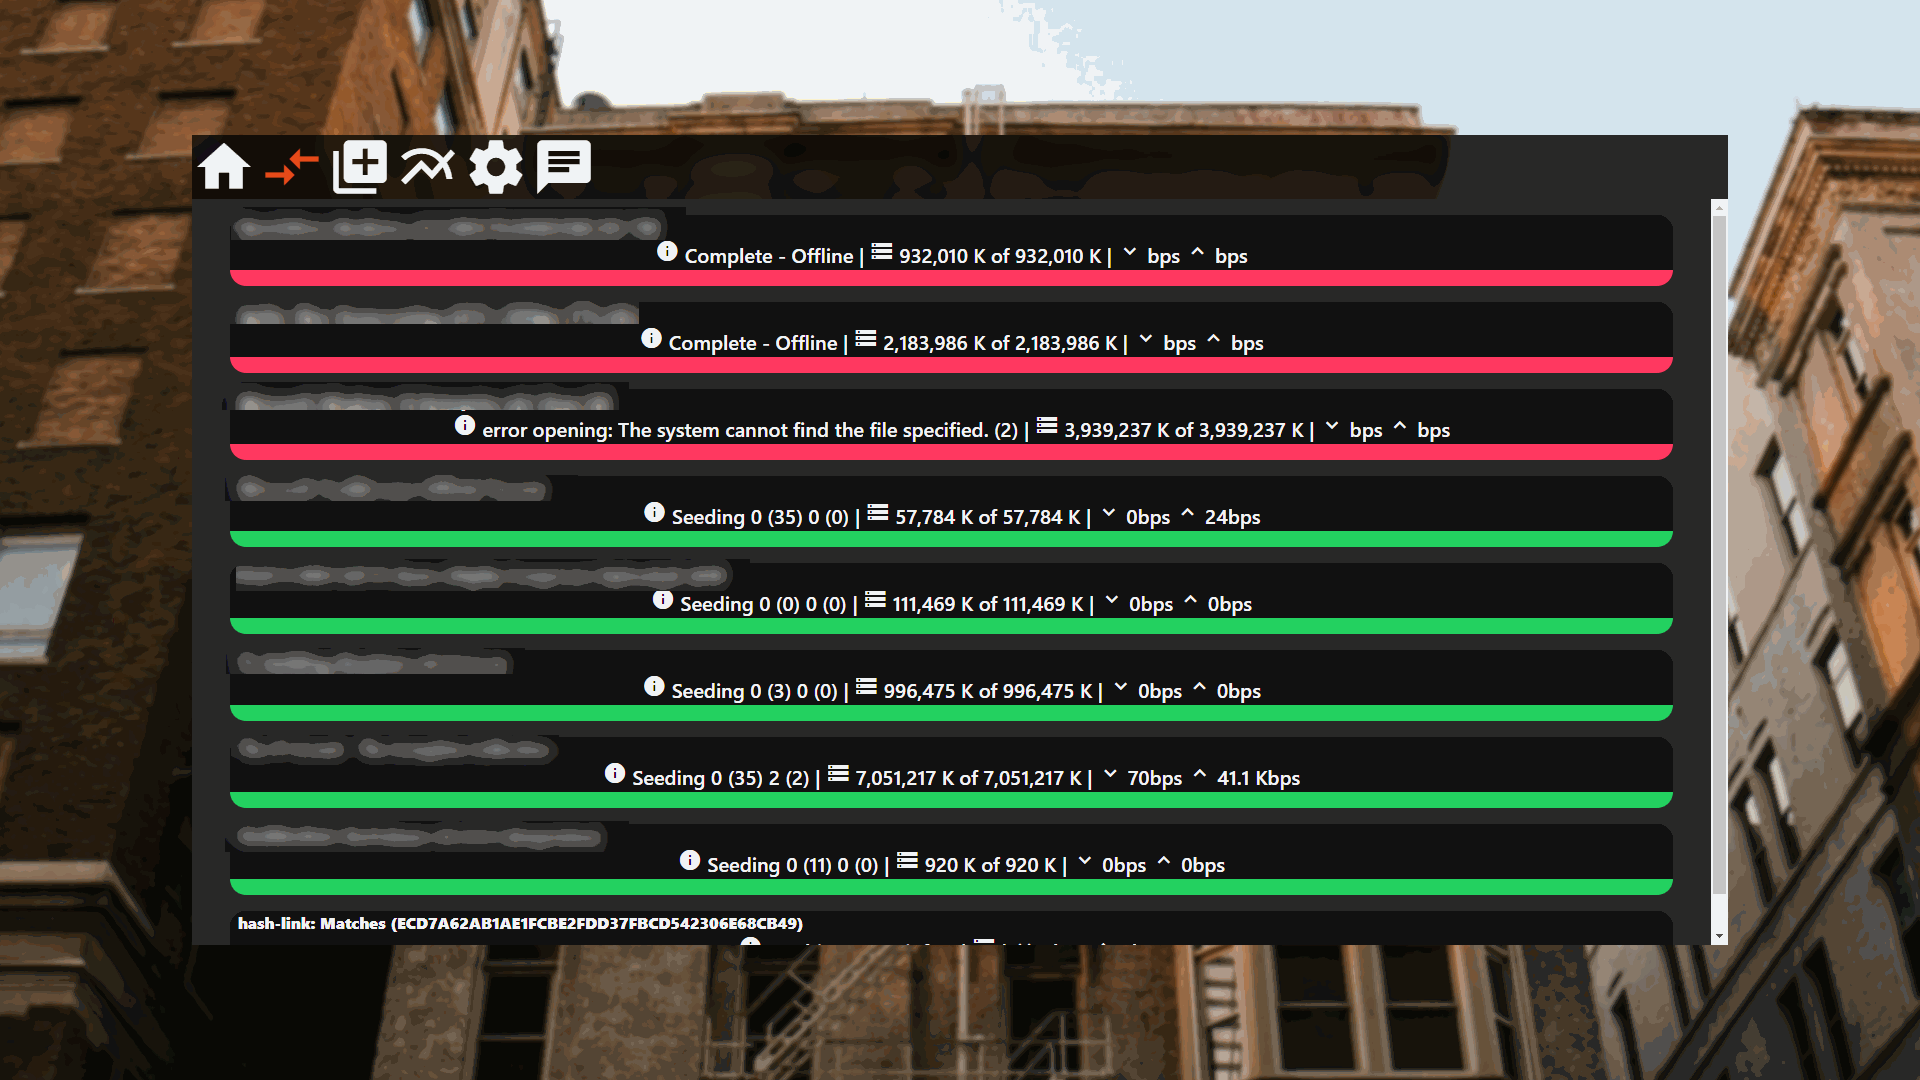 Complete - Offline | 932,010 K of 932,010 K | bps bps
Complete - Offline | 2,183,986 K of 2,183,986 K | bps bps
error opening: The system cannot find the file specified. (2) | 3,939,237 K of 3,939,237 K | bps bps
Seeding 0 (35) 0 (0) | 57,784 K of 57,784 K | 0bps 24bps
Seeding 0 (0) 0 (0) | 111,469 K of 111,469 K | 0bps 0bps
Seeding 0 (3) 0 (0) | 996,475 K of 996,475 K | 0bps 0bps
Seeding 0 (35) 2 (2) | 7,051,217 K of 7,051,217 K | 70bps 41.1 Kbps
Seeding 0 (11) 0 (0) | 920 K of 920 K | 0bps 0bps
hash-link: Matches (ECD7A62AB1AE1FCBE2FDD37FBCD542306E68CB49)